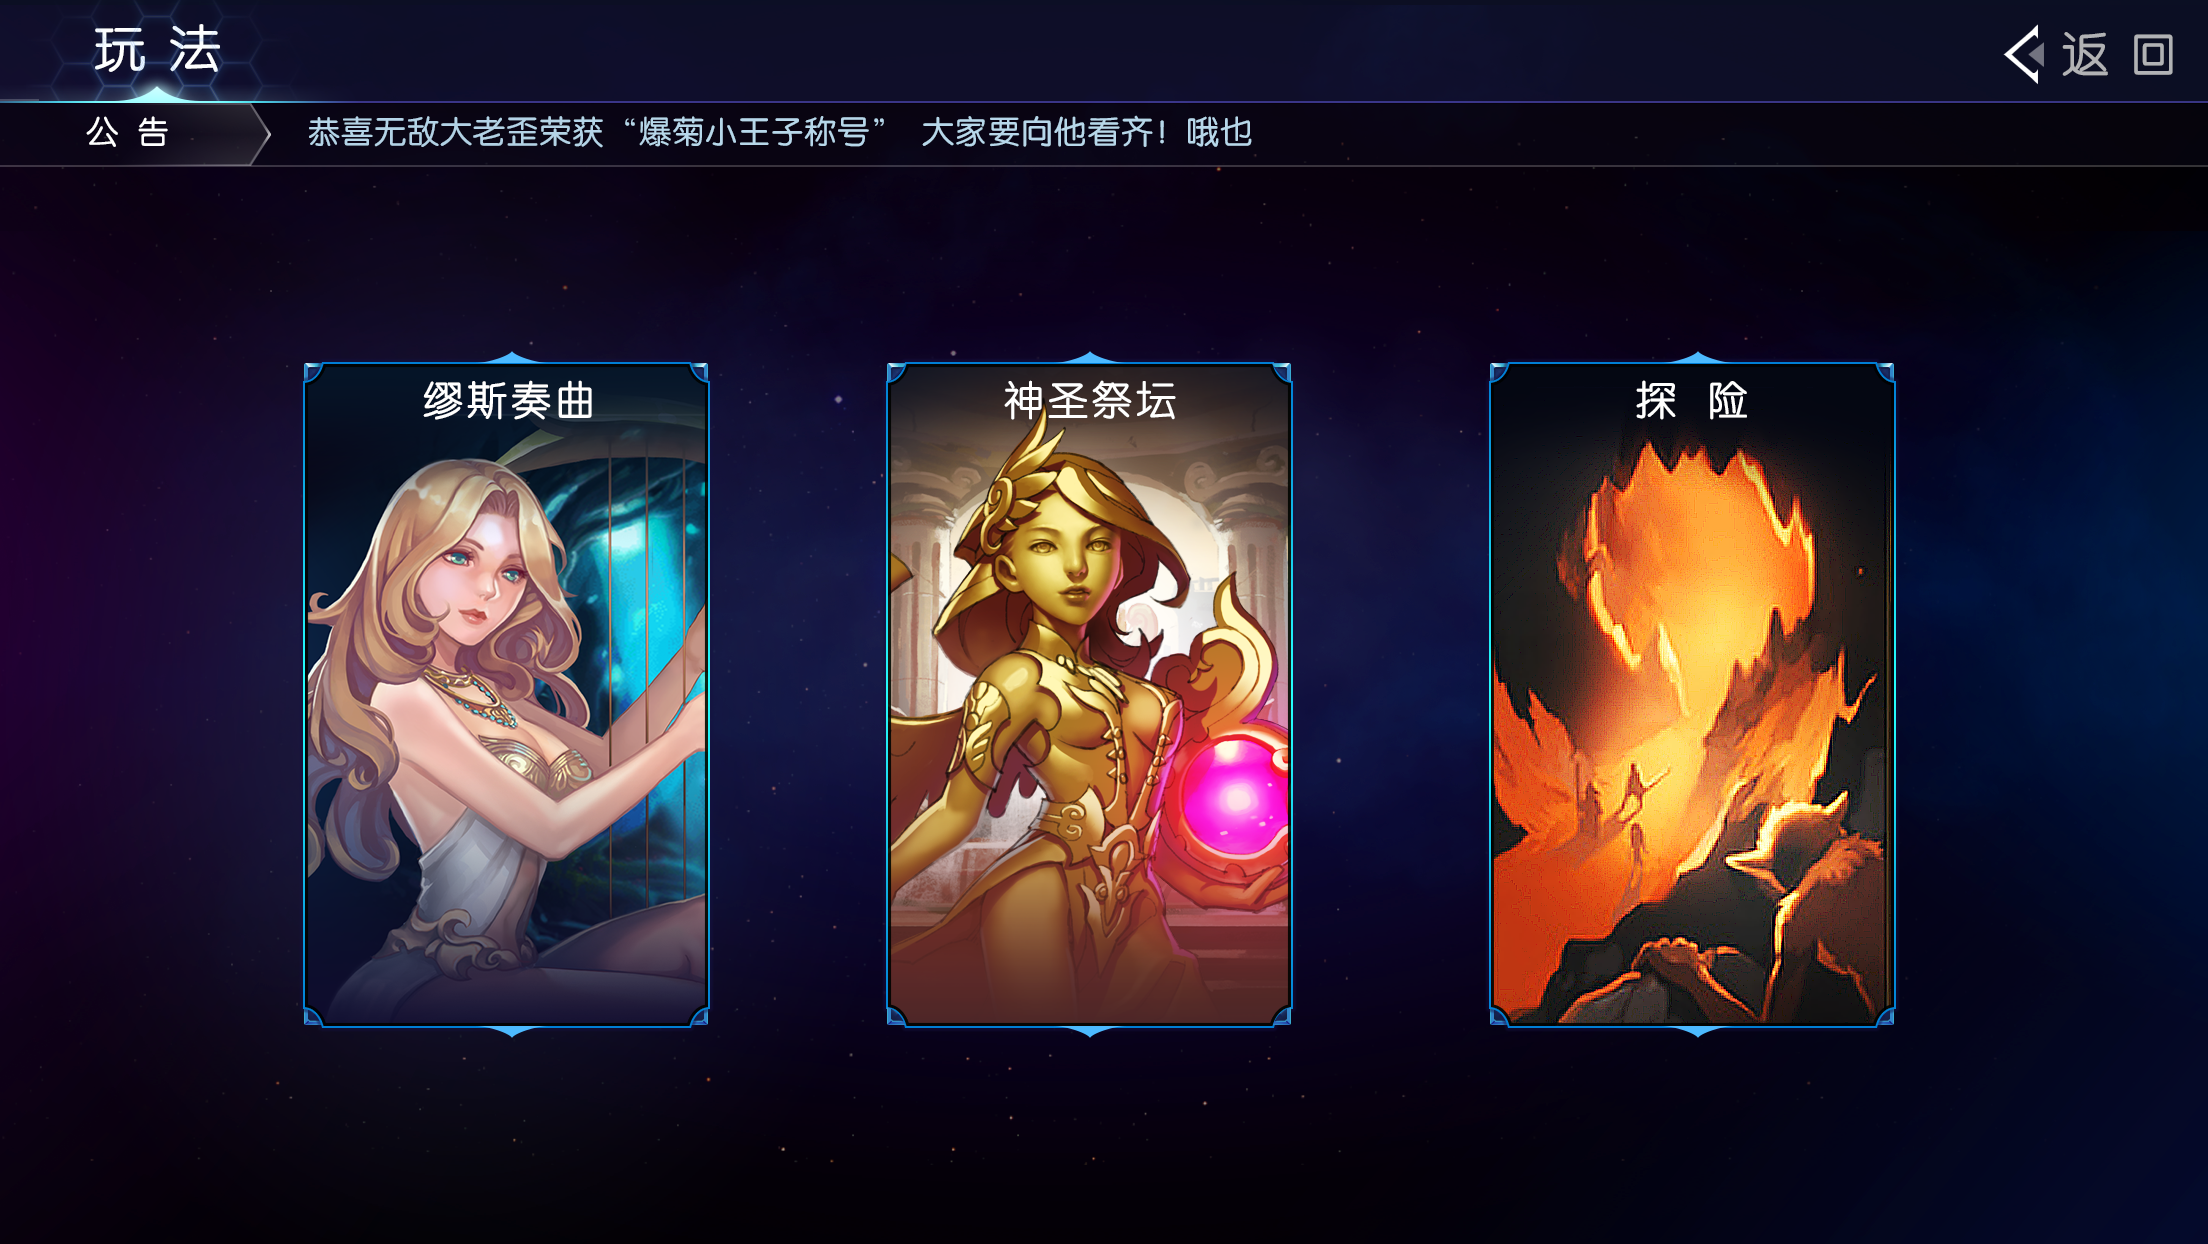 玩法
返回
公告
恭喜无敌大老歪荣获“爆菊小王子称号” 大家要向他看齐！哦也
缪斯奏曲
神圣祭坛
探险